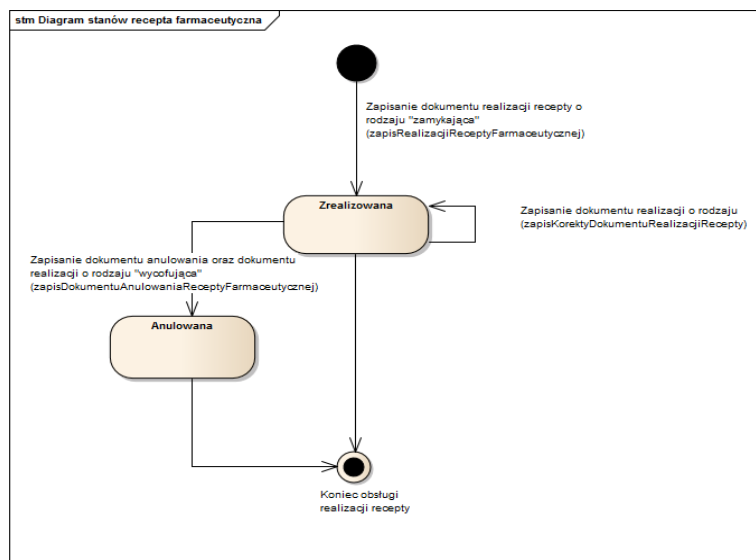 stm Diagram stanów recepta farmaceutyczna
Zapisanie dokumentu realizacji recepty o
rodzaju "zamykająca"
(zapisRealizacjiReceptyFarmaceutycznej)
Zrealizowana
Zapisanie dokumentu realizacji o rodzaju
(zapisKorektyDokumentuRealizacjiRecepty)
Zapisanie dokumentu anulowania oraz dokumentu
realizacji o rodzaju "wycofująca"
(zapisDokumentuAnulowaniaReceptyFarmaceutycznej)
Anulowana
Koniec obsługi
realizacji recepty